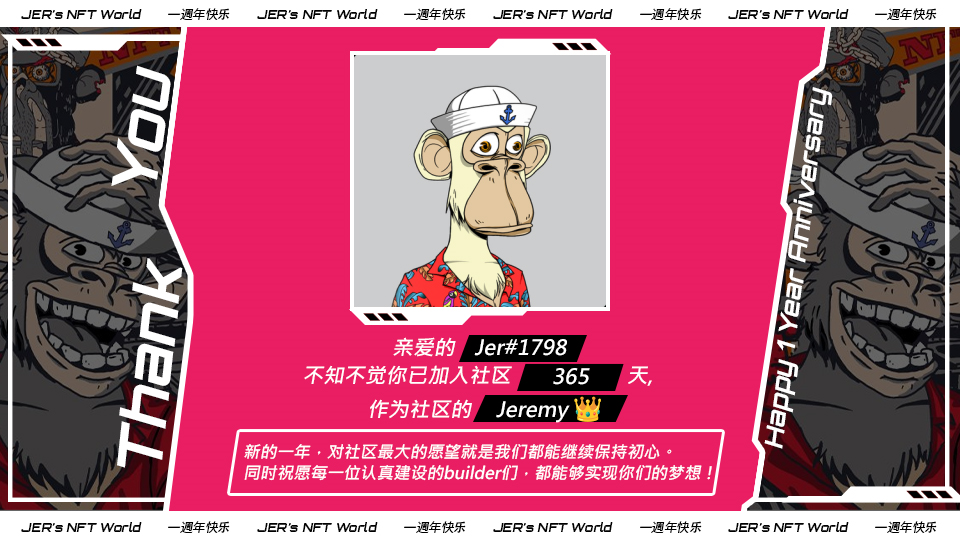 JER's NFT World 一週年快乐 JER's NFT World 一週年快乐 JER's NFT World 一週年快乐 JER's NFT World 一週年快乐
Thank You
Happy 1 Year Anniversary
亲爱的 Jer#1798
不知不觉你已加入社区 365 天,
作为社区的 Jeremy👑
新的一年，对社区最大的愿望就是我们都能继续保持初心。
同时祝愿每一位认真建设的builder们，都能够实现你们的梦想！
JER's NFT World 一週年快乐 JER's NFT World 一週年快乐 JER's NFT World 一週年快乐 JER's NFT World 一週年快乐